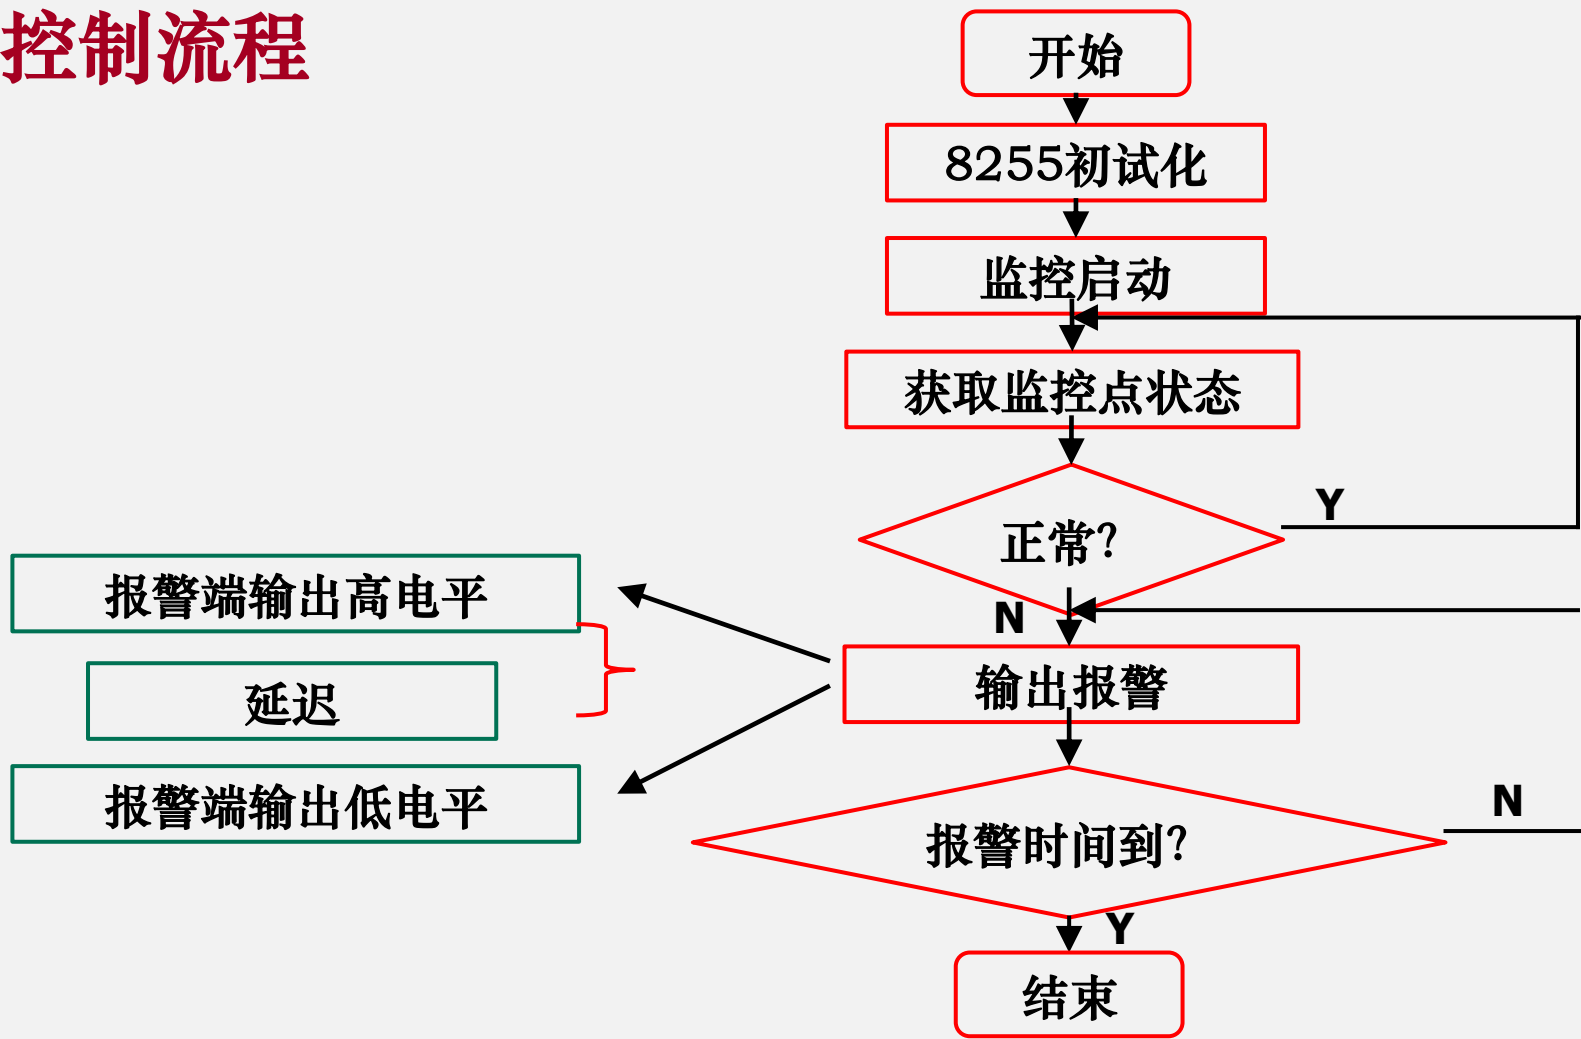 控制流程
开始
8255初试化
监控启动
获取监控点状态
正常?
Y
N
输出报警
报警端输出高电平
延迟
报警端输出低电平
报警时间到?
N
Y
结束